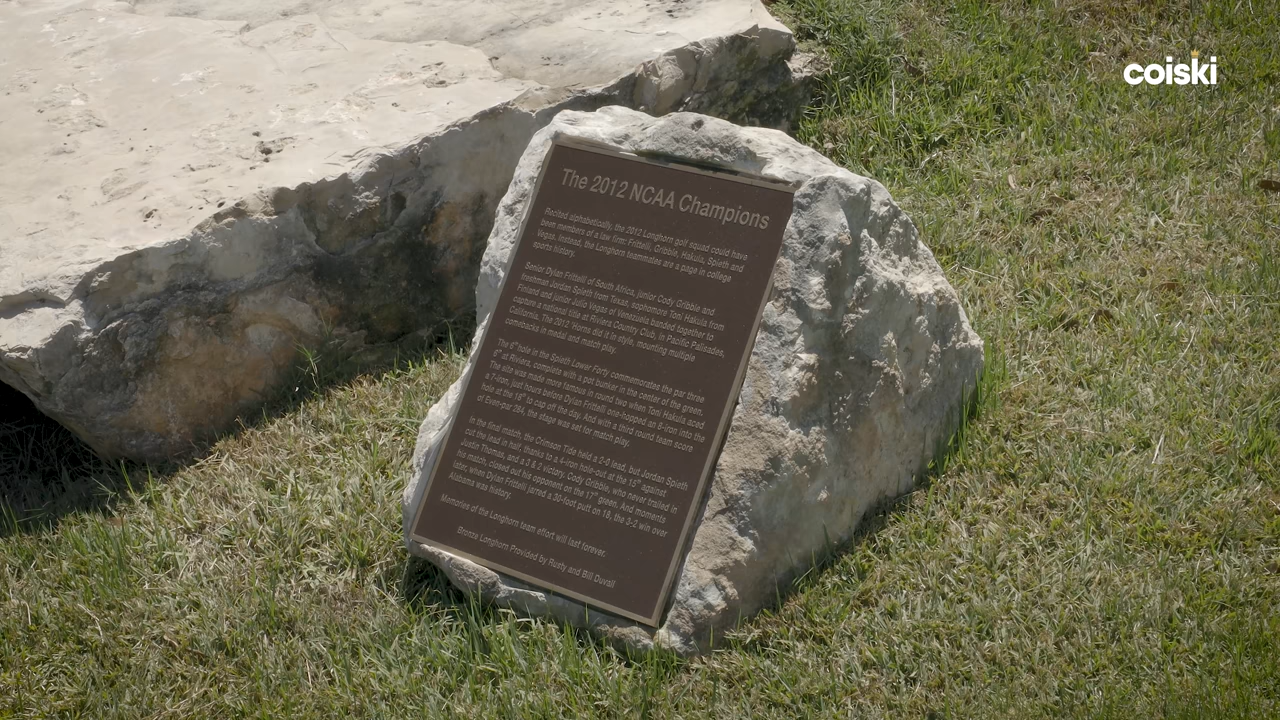 coiski
The 2012 NCAA Champions
Recited alphabetically, the 2012 Longhorn golf squad could have
been members of a law firm: Frittelli, Gribble, Hakula, Spieth and
Vegas. Instead, the Longhorn teammates are a page in college
sports history.
Senior Dylan Frittelli of South Africa, junior Cody Gribble and
freshman Jordan Spieth from Texas, sophomore Toni Hakula from
Finland and junior Julio Vegas of Venezuela banded together to
capture a national title at Riviera Country Club, in Pacific Palisades,
California. The 2012 'Horns did it in style, mounting multiple
comebacks in medal and match play.
The 6th hole in the Spieth Lower Forty commemorates the par three
6th at Riviera, complete with a pot bunker in the center of the green.
The site was made more famous in round two when Toni Hakula aced
a 7-iron, just hours before Dylan Frittelli one-hopped an 8-iron into the
hole at the 18th to cap off the day. And with a third round team score
of Even-par 284, the stage was set for match play.
In the final match, the Crimson Tide held a 2-0 lead, but Jordan Spieth
cut the lead in half, thanks to a 4-iron hole-out at the 15th against
Justin Thomas, and a 3 & 2 victory. Cody Gribble, who never trailed in
his match, closed out his opponent on the 17th green. And moments
later, when Dylan Frittelli jarred a 30-foot putt on 18, the 3-2 win over
Alabama was history.
Memories of the Longhorn team effort will last forever.
Bronze Longhorn Provided by Rusty and Bill Duvall